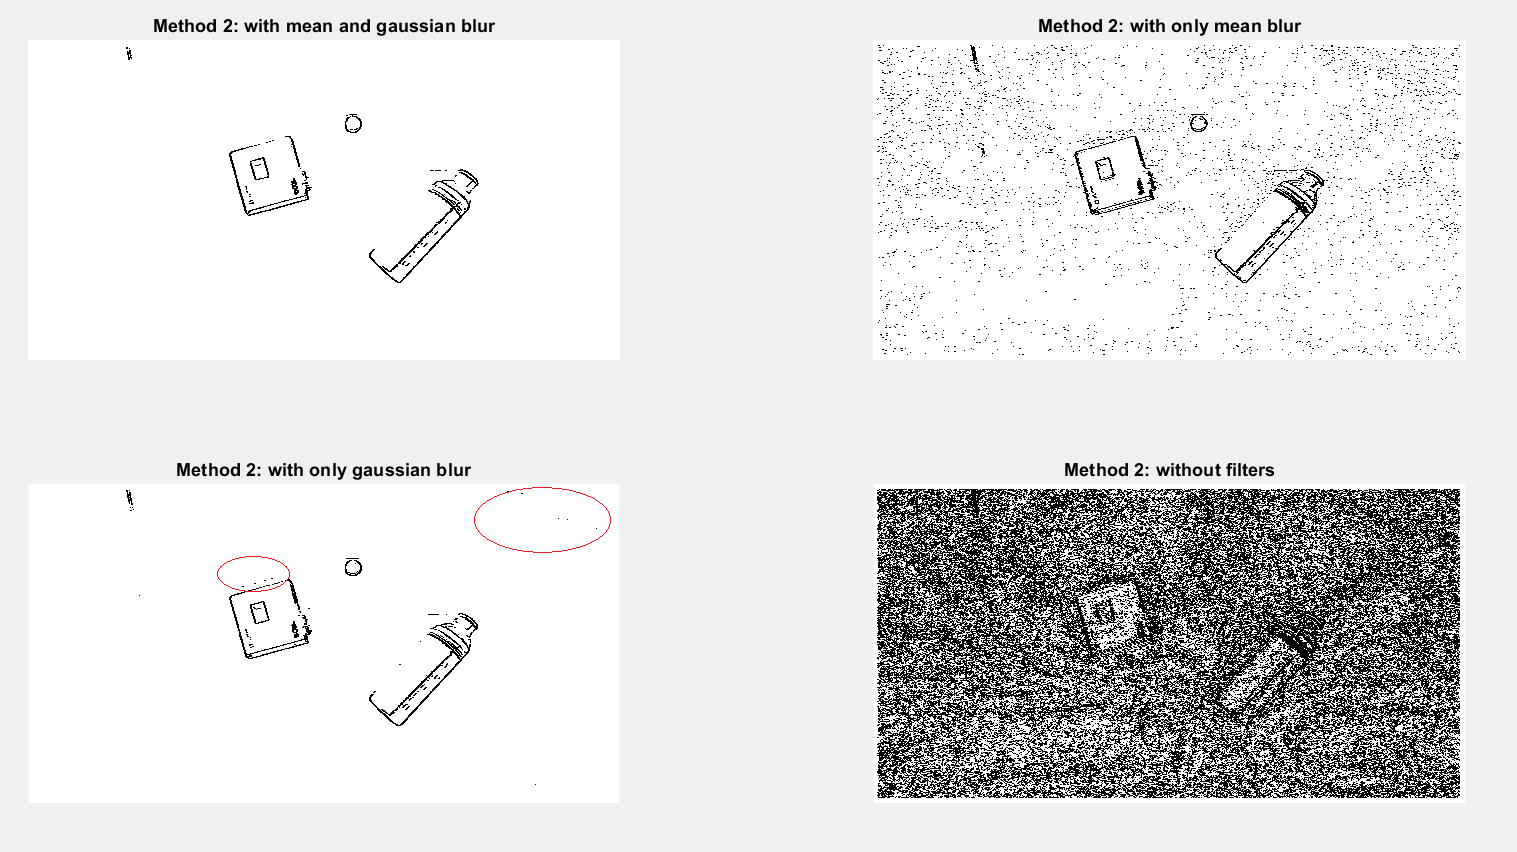 Method 2: with mean and gaussian blur
Method 2: with only mean blur
Method 2: with only gaussian blur
Method 2: without filters